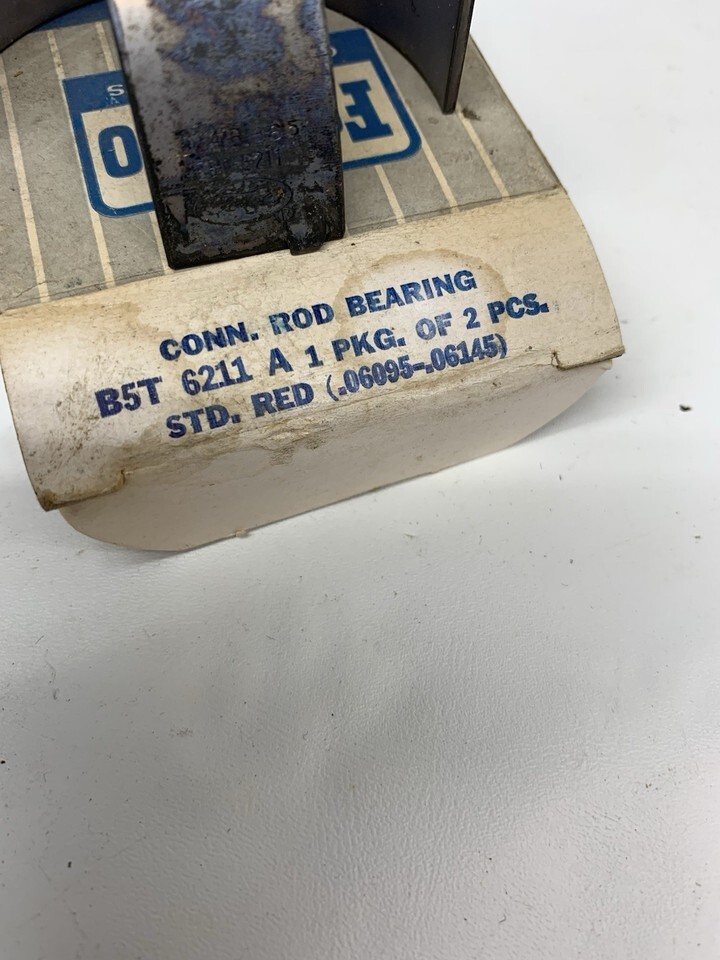 CONN. ROD BEARING
B5T 6211 A 1 PKG. OF 2 PCS.
STD. RED (.06095-.06145)